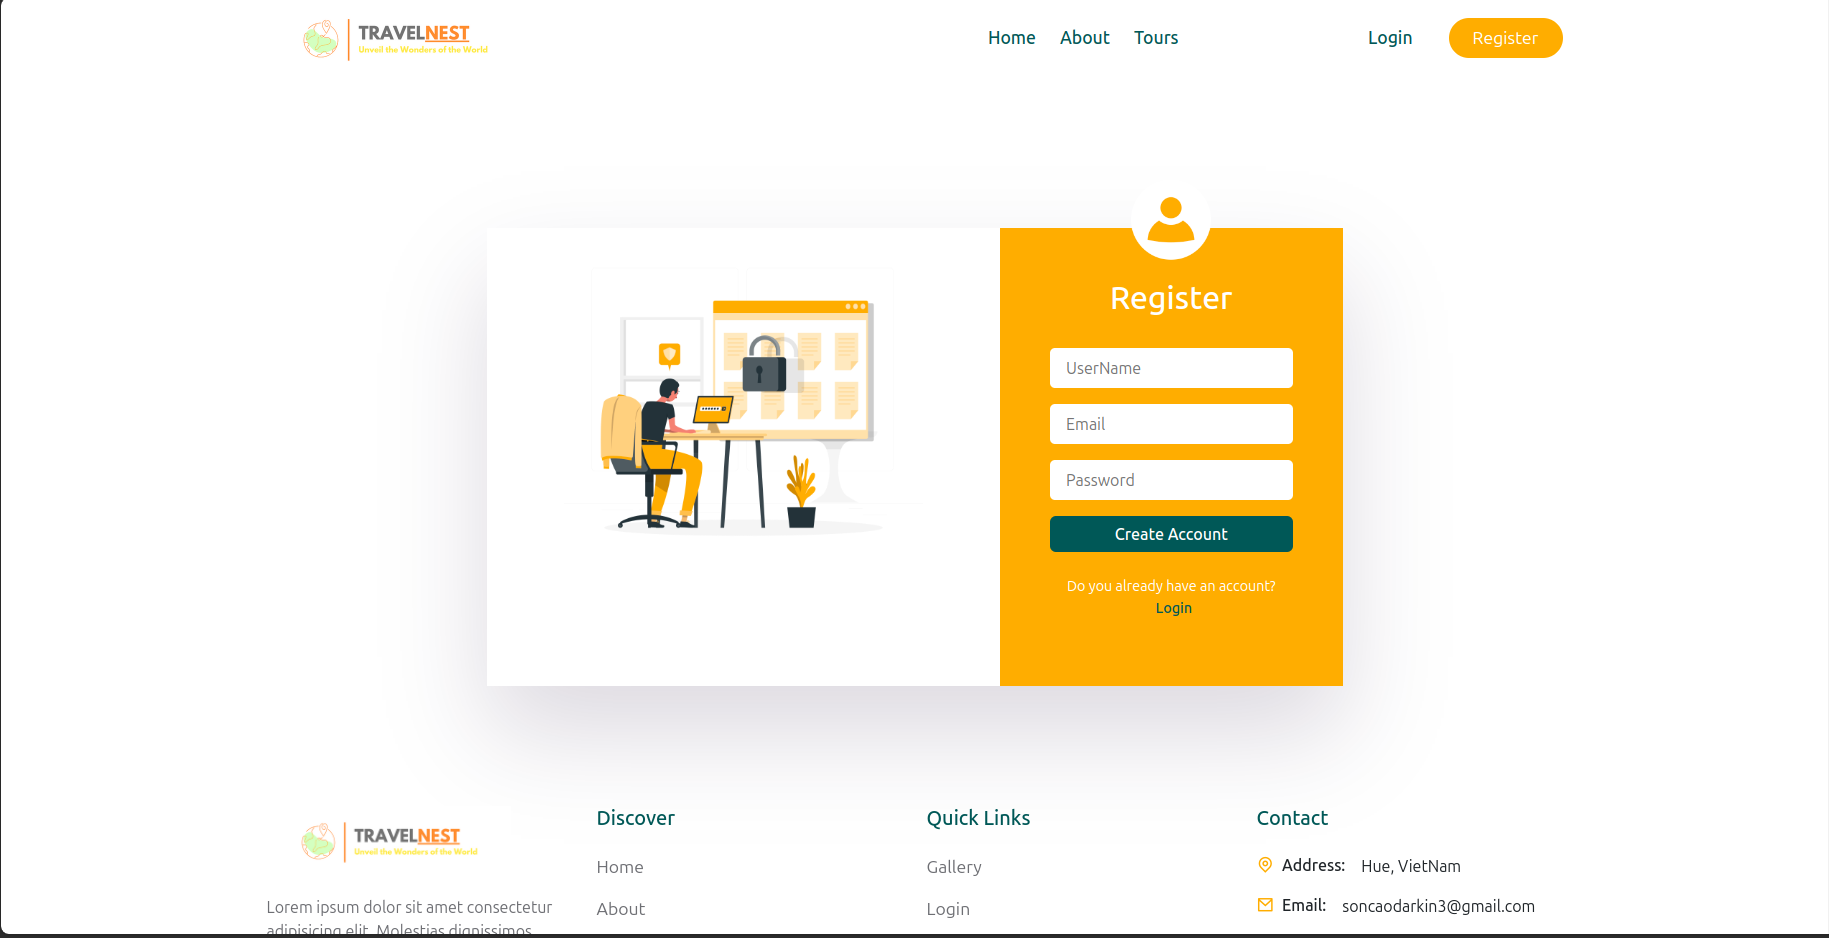 TRAVELNEST
Unveil the Wonders of the World
Home About Tours
Login
Register
Register
UserName
Email
Password
Create Account
Do you already have an account?
Login
TRAVELNEST
Unveil the Wonders of the World
Lorem ipsum dolor sit amet consectetur
adipisicing elit. Molestias dignissimos
Discover
Home
About
Quick Links
Gallery
Login
Contact
Address: Hue, VietNam
Email: soncaodarkin3@gmail.com